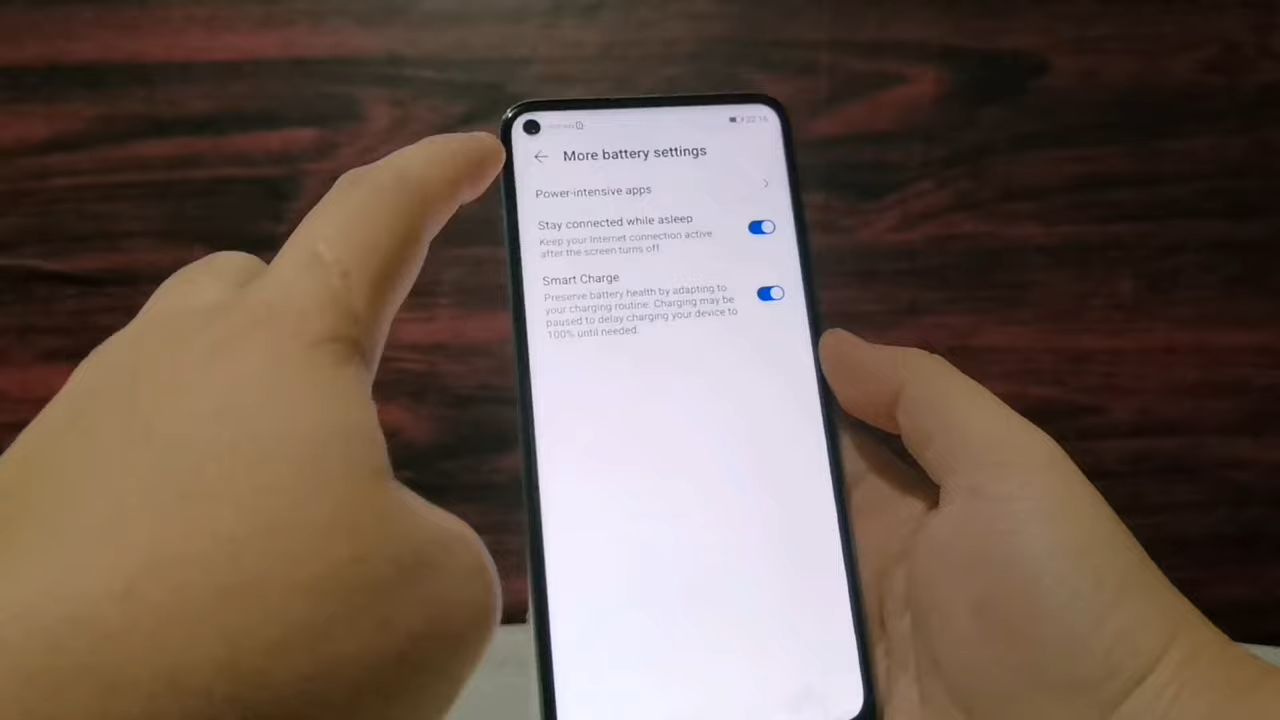 22:16
More battery settings
Power-intensive apps
Stay connected while asleep
Keep your Internet connection active
after the screen turns off.
Smart Charge
Preserve battery health by adapting to
your charging routine. Charging may be
paused to delay charging your device to
100% until needed.